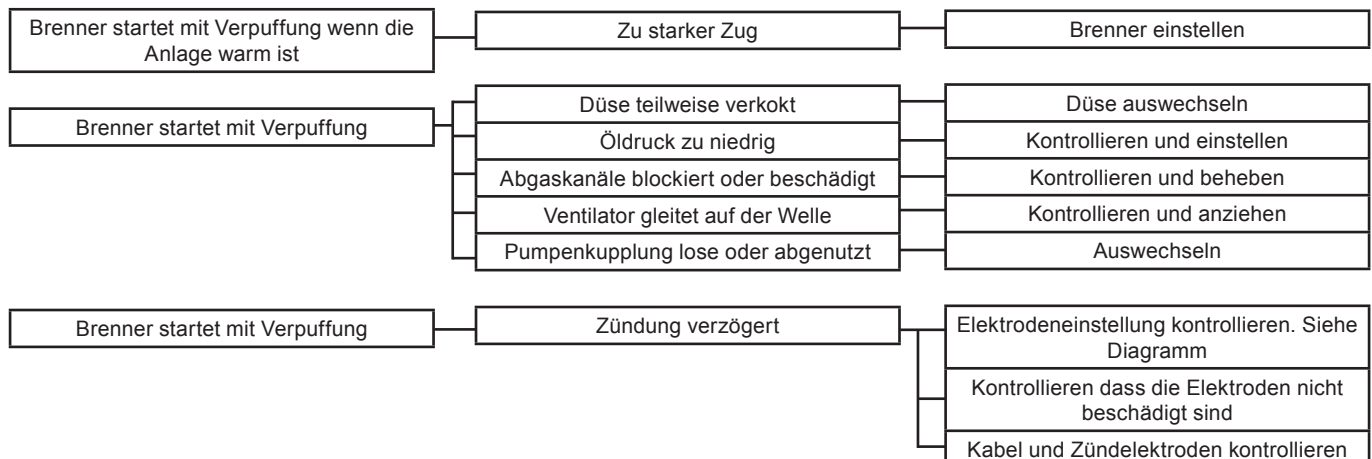 Brenner startet mit Verpuffung wenn die
Anlage warm ist
Zu starker Zug
Brenner einstellen
Brenner startet mit Verpuffung
Düse teilweise verkokt
Düse auswechseln
Öldruck zu niedrig
Kontrollieren und einstellen
Abgaskanäle blockiert oder beschädigt
Kontrollieren und beheben
Ventilator gleitet auf der Welle
Kontrollieren und anziehen
Pumpenkupplung lose oder abgenutzt
Auswechseln
Brenner startet mit Verpuffung
Zündung verzögert
Elektrodeneinstellung kontrollieren. Siehe
Diagramm
Kontrollieren dass die Elektroden nicht
beschädigt sind
Kabel und Zündelektroden kontrollieren